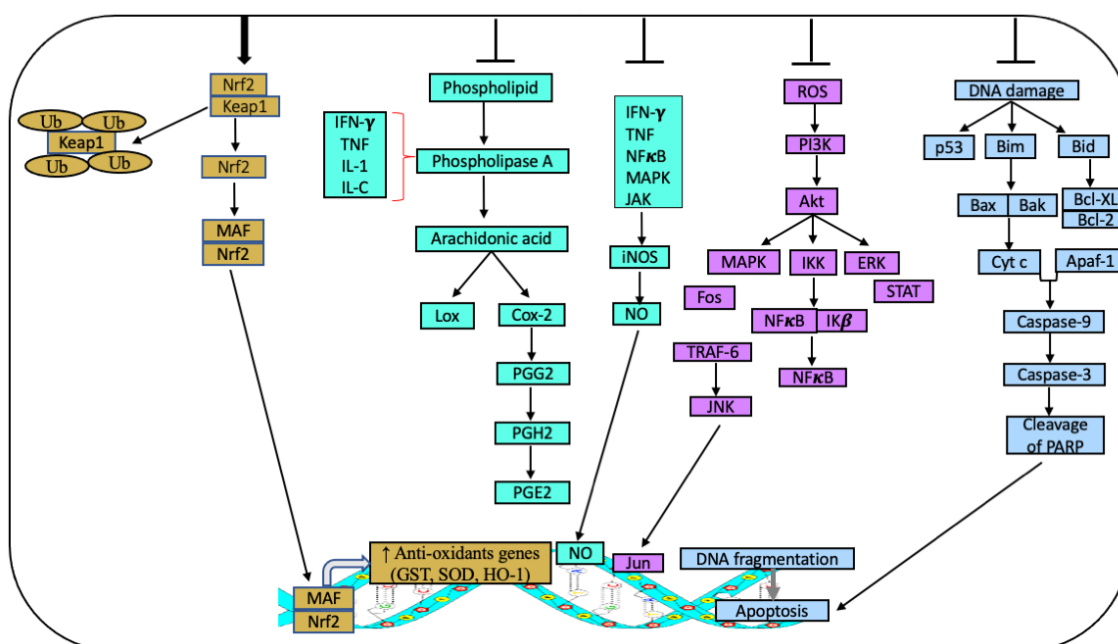 Nrf2
Keap1
Ub
Ub
Keap1
Ub
Ub
Nrf2
MAF
Nrf2
MAF
Nrf2
↑ Anti-oxidants genes
(GST, SOD, HO-1)
IFN-γ
TNF
IL-1
IL-C
Phospholipid
Phospholipase A
Arachidonic acid
Lox
Cox-2
PGG2
PGH2
PGE2
IFN-γ
TNF
NFκB
MAPK
JAK
iNOS
NO
NO
ROS
PI3K
Akt
MAPK
IKK
ERK
Fos
STAT
NFκB
IKβ
NFκB
TRAF-6
JNK
Jun
DNA damage
p53
Bim
Bid
Bax
Bak
Bcl-XL
Bcl-2
Cyt c
Apaf-1
Caspase-9
Caspase-3
Cleavage
of PARP
DNA fragmentation
Apoptosis